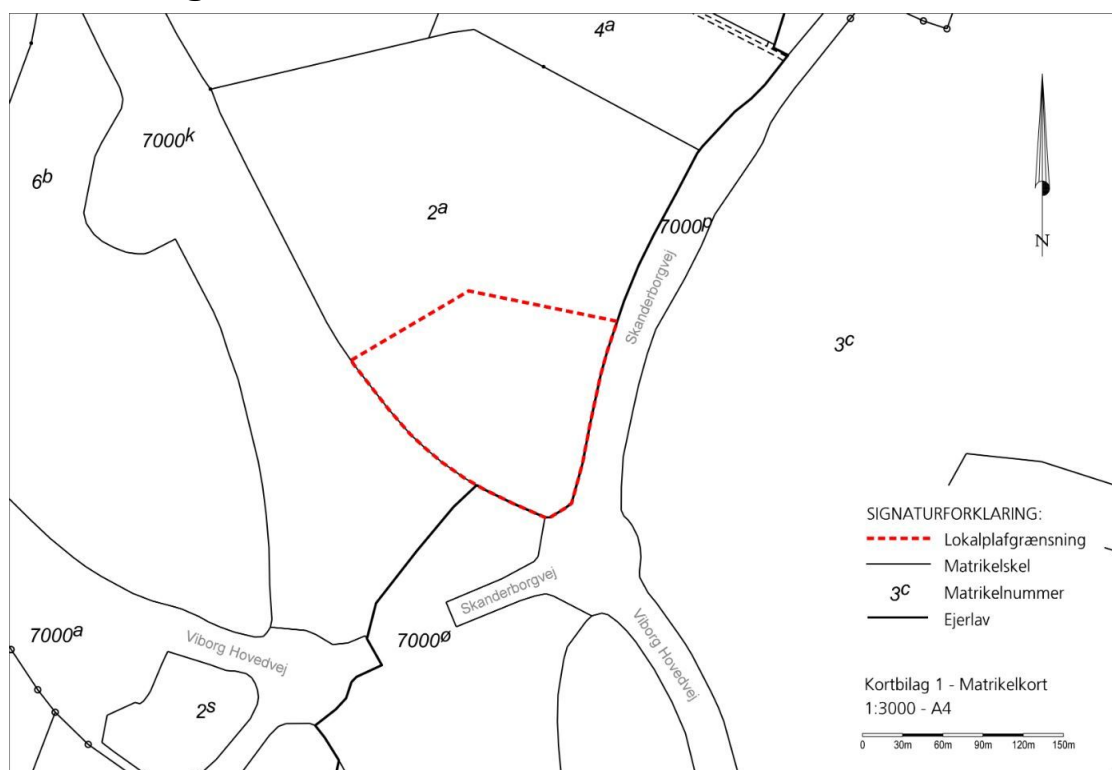 4a
7000k
6b
2a
7000p
Skanderborgvej
N
3c
SIGNATURFORKLARING:
Lokalplafgrænsning
Matrikelskel
3c Matrikelnummer
Ejerlav
Skanderborgvej
Viborg Hovedvej
7000a
Viborg Hovedvej
7000ø
2s
Kortbilag 1 - Matrikelkort
1:3000 - A4
0 30m 60m 90m 120m 150m